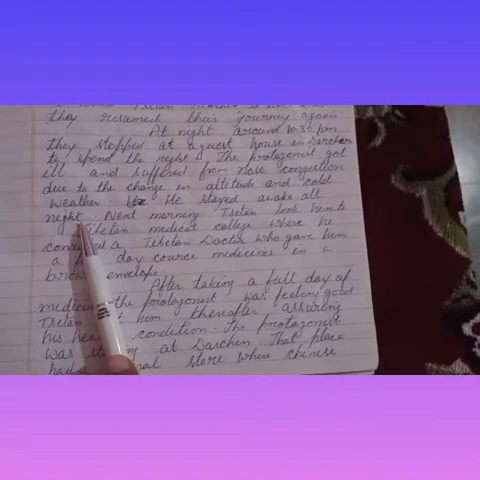 they resumed their journey again
At night around 10:30 pm
they stopped at a guest house in Darchen
to spend the night. The protagonist got
ill and suffered from nose congestion
due to the change in altitude and cold
weather. He stayed awake all
night. Next morning Tsetan took him to
Tibetan medical college where he
a Tibetan Doctor who gave him
a day cource medicines in a
brown envelope.
After taking a full day of
medicine the protagonist was feeling good
Tsetan him thereafter assuring
his condition. The protagonist
was at Darchen. That place
had a store where chinese